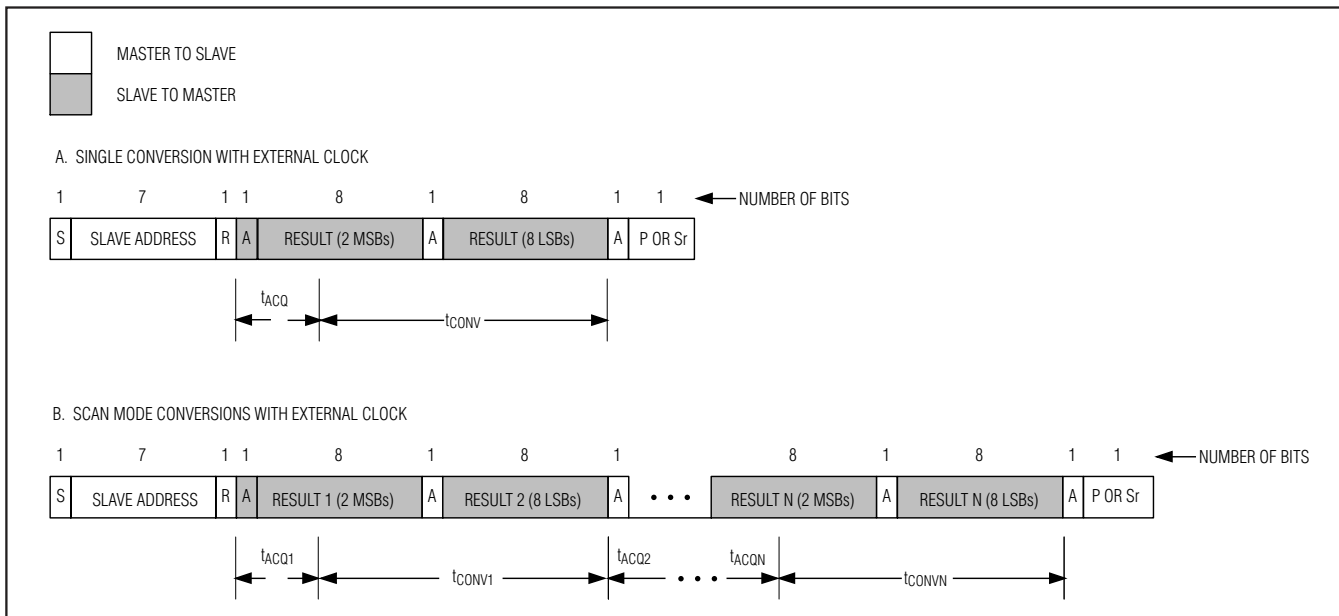 MASTER TO SLAVE
SLAVE TO MASTER
A. SINGLE CONVERSION WITH EXTERNAL CLOCK
1 7 1 1 8 1 8 1 1 NUMBER OF BITS
S SLAVE ADDRESS R A RESULT (2 MSBs) A RESULT (8 LSBs) A P OR Sr
tACQ
tCONV
B. SCAN MODE CONVERSIONS WITH EXTERNAL CLOCK
1 7 1 1 8 1 8 1 8 1 8 1 1 NUMBER OF BITS
S SLAVE ADDRESS R A RESULT 1 (2 MSBs) A RESULT 2 (8 LSBs) A • • • RESULT N (2 MSBs) A RESULT N (8 LSBs) A P OR Sr
tACQ1 tACQ2 tACQN
tCONV1 • • • tCONVN